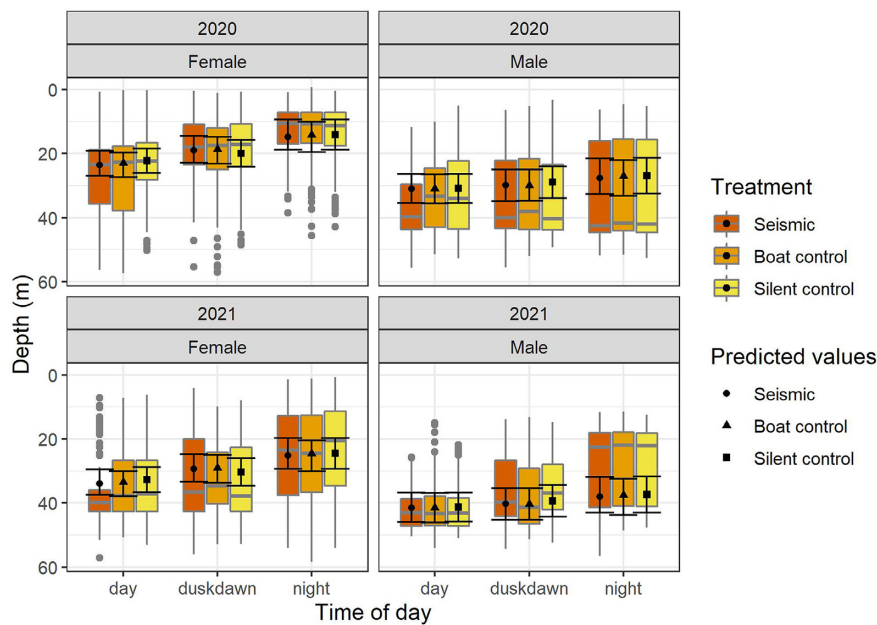 2020
2020
Female
Male
0
20
40
60
2021
2021
Female
Male
0
20
40
60
Depth (m)
day
duskdawn
night
day
duskdawn
night
Time of day
Treatment
Seismic
Boat control
Silent control
Predicted values
Seismic
Boat control
Silent control